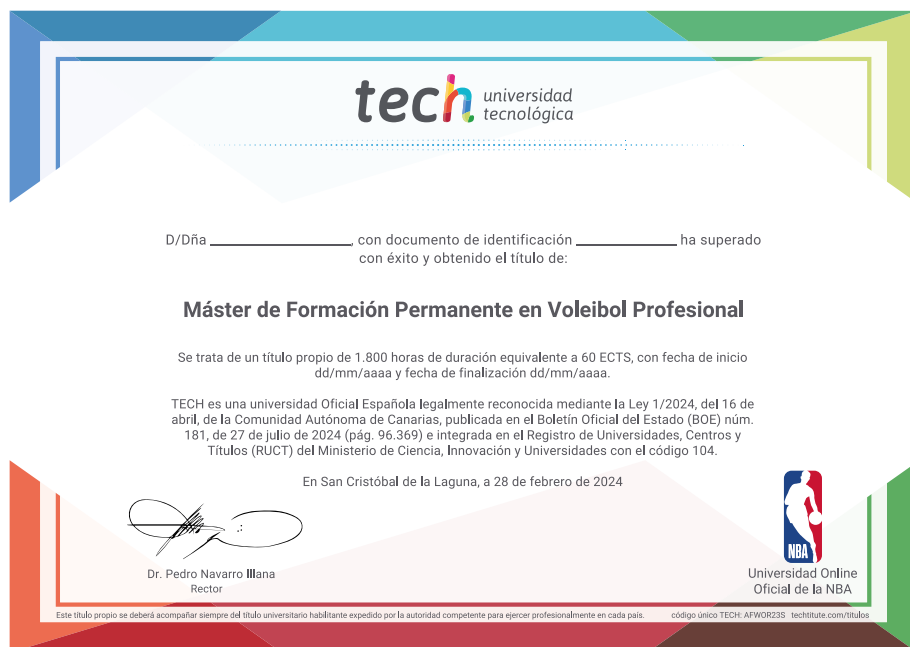 tech universidad
tecnológica
D/Dña ______________, con documento de identificación ______________ ha superado
con éxito y obtenido el título de:
Máster de Formación Permanente en Voleibol Profesional
Se trata de un título propio de 1.800 horas de duración equivalente a 60 ECTS, con fecha de inicio
dd/mm/aaaa y fecha de finalización dd/mm/aaaa.
TECH es una universidad Oficial Española legalmente reconocida mediante la Ley 1/2024, del 16 de
abril, de la Comunidad Autónoma de Canarias, publicada en el Boletín Oficial del Estado (BOE) núm.
181, de 27 de julio de 2024 (pág. 96.369) e integrada en el Registro de Universidades, Centros y
Títulos (RUCT) del Ministerio de Ciencia, Innovación y Universidades con el código 104.
En San Cristóbal de la Laguna, a 28 de febrero de 2024
Dr. Pedro Navarro Illana
Rector
NBA
Universidad Online
Oficial de la NBA
Este título propio se deberá acompañar siempre del título universitario habilitante expedido por la autoridad competente para ejercer profesionalmente en cada país. código único TECH: AFWOR23S techtitute.com/titulos